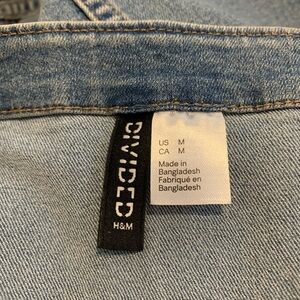 DIVIDED
H&M
US M
CA M
Made in
Bangladesh
Fabriqué en
Bangladesh